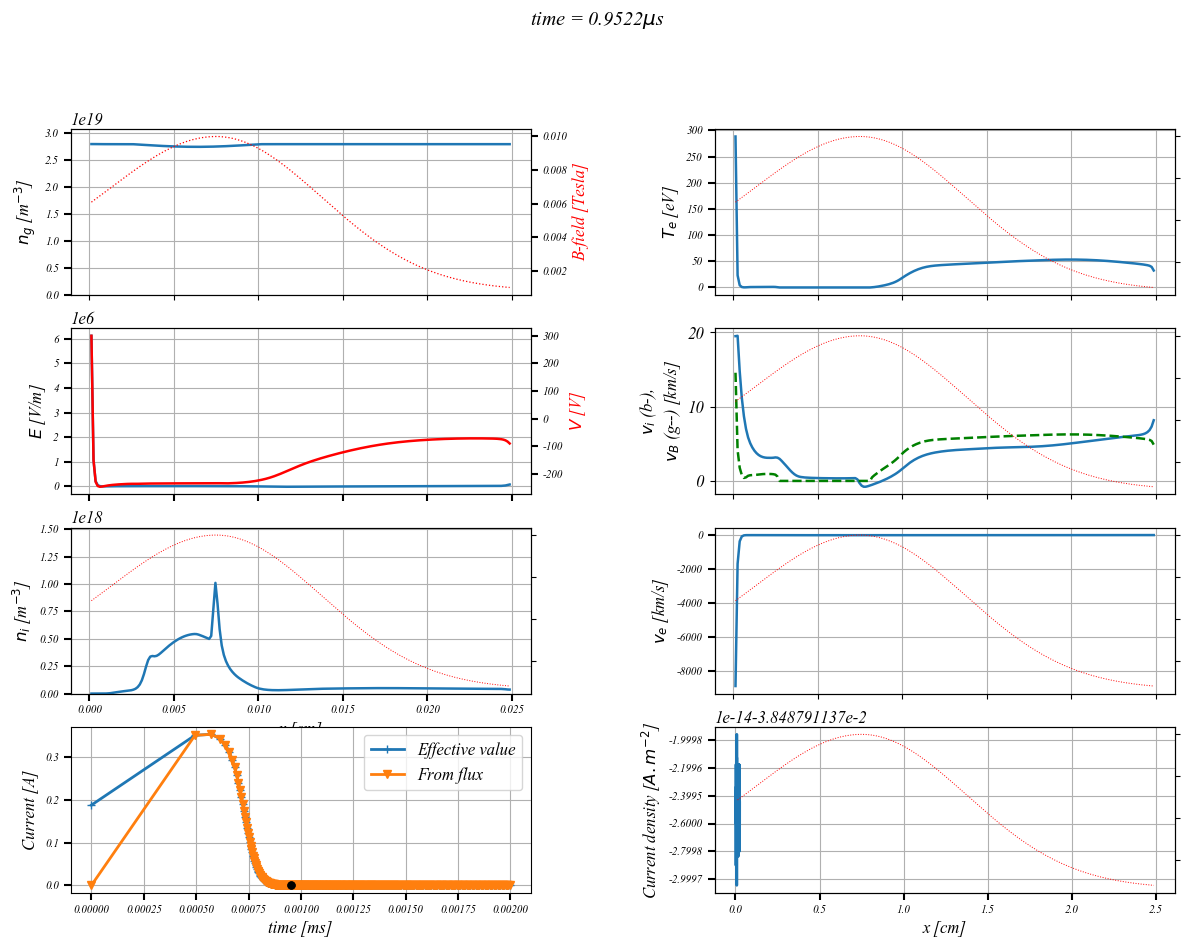 time = 0.9522μs
1e19
3.0
2.5
2.0
1.5
1.0
0.5
0.0
n_g [m^{-3}]
0.010
0.008
0.006
0.004
0.002
B-field [Tesla]
300
250
200
150
100
50
0
T_e [eV]
1e6
6
5
4
3
2
1
0
E [V/m]
300
200
100
0
-100
-200
V [V]
20
10
0
v_i (b-),
v_B (g--) [km/s]
1e18
1.50
1.25
1.00
0.75
0.50
0.25
0.00
n_i [m^{-3}]
0.000 0.005 0.010 0.015 0.020 0.025
0
-2000
-4000
-6000
-8000
v_e [km/s]
0.3
0.2
0.1
0.0
Current [A]
Effective value
From flux
0.00000 0.00025 0.00050 0.00075 0.00100 0.00125 0.00150 0.00175 0.00200
time [ms]
1e-14-3.848791137e-2
-1.9998
-2.1996
-2.3995
-2.6000
-2.7998
-2.9997
Current density [A.m^{-2}]
0.0 0.5 1.0 1.5 2.0 2.5
x [cm]